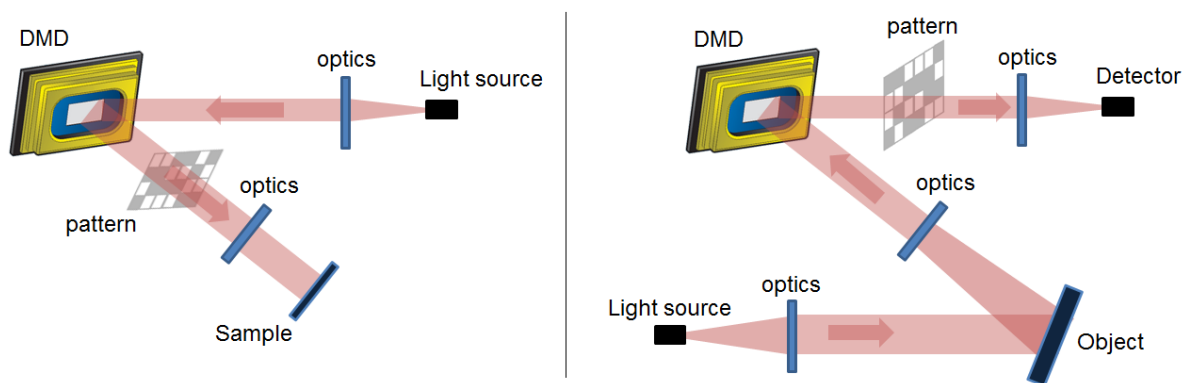 DMD
optics
Light source
optics
pattern
Sample
pattern
DMD
optics
Detector
optics
optics
Light source
Object